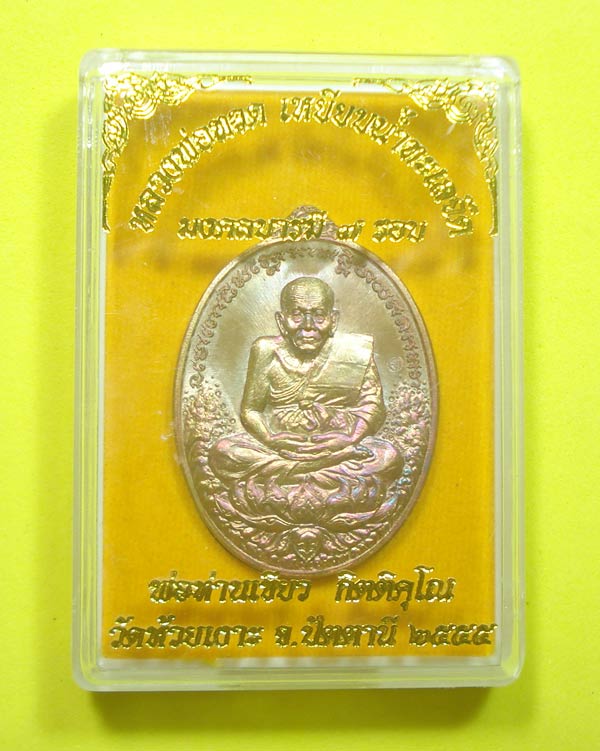 หลวงพ่อทวด เหยียบน้ำทะเลจืด
มงคลบารมี ๗ รอบ
พ่อท่านเขียว กิตติคุโณ
วัดห้วยเงาะ จ.ปัตตานี ๒๕๕๕